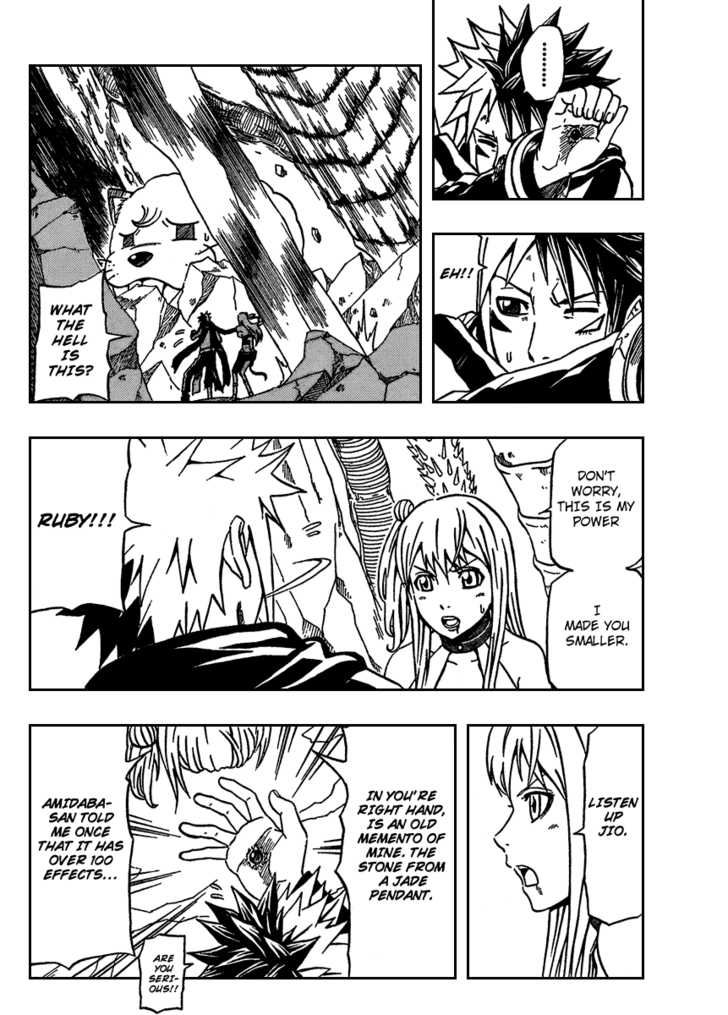 .......
EH!!
WHAT
THE
HELL
IS
THIS?
DON'T
WORRY,
THIS IS MY
POWER
I
MADE YOU
SMALLER.
RUBY!!!
LISTEN
UP
JIO.
IN YOU'RE
RIGHT HAND,
IS AN OLD
MEMENTO OF
MINE. THE
STONE FROM
A JADE
PENDANT.
AMIDABA-
SAN TOLD
ME ONCE
THAT IT HAS
OVER 100
EFFECTS...
ARE
YOU
SERI-
OUS!!